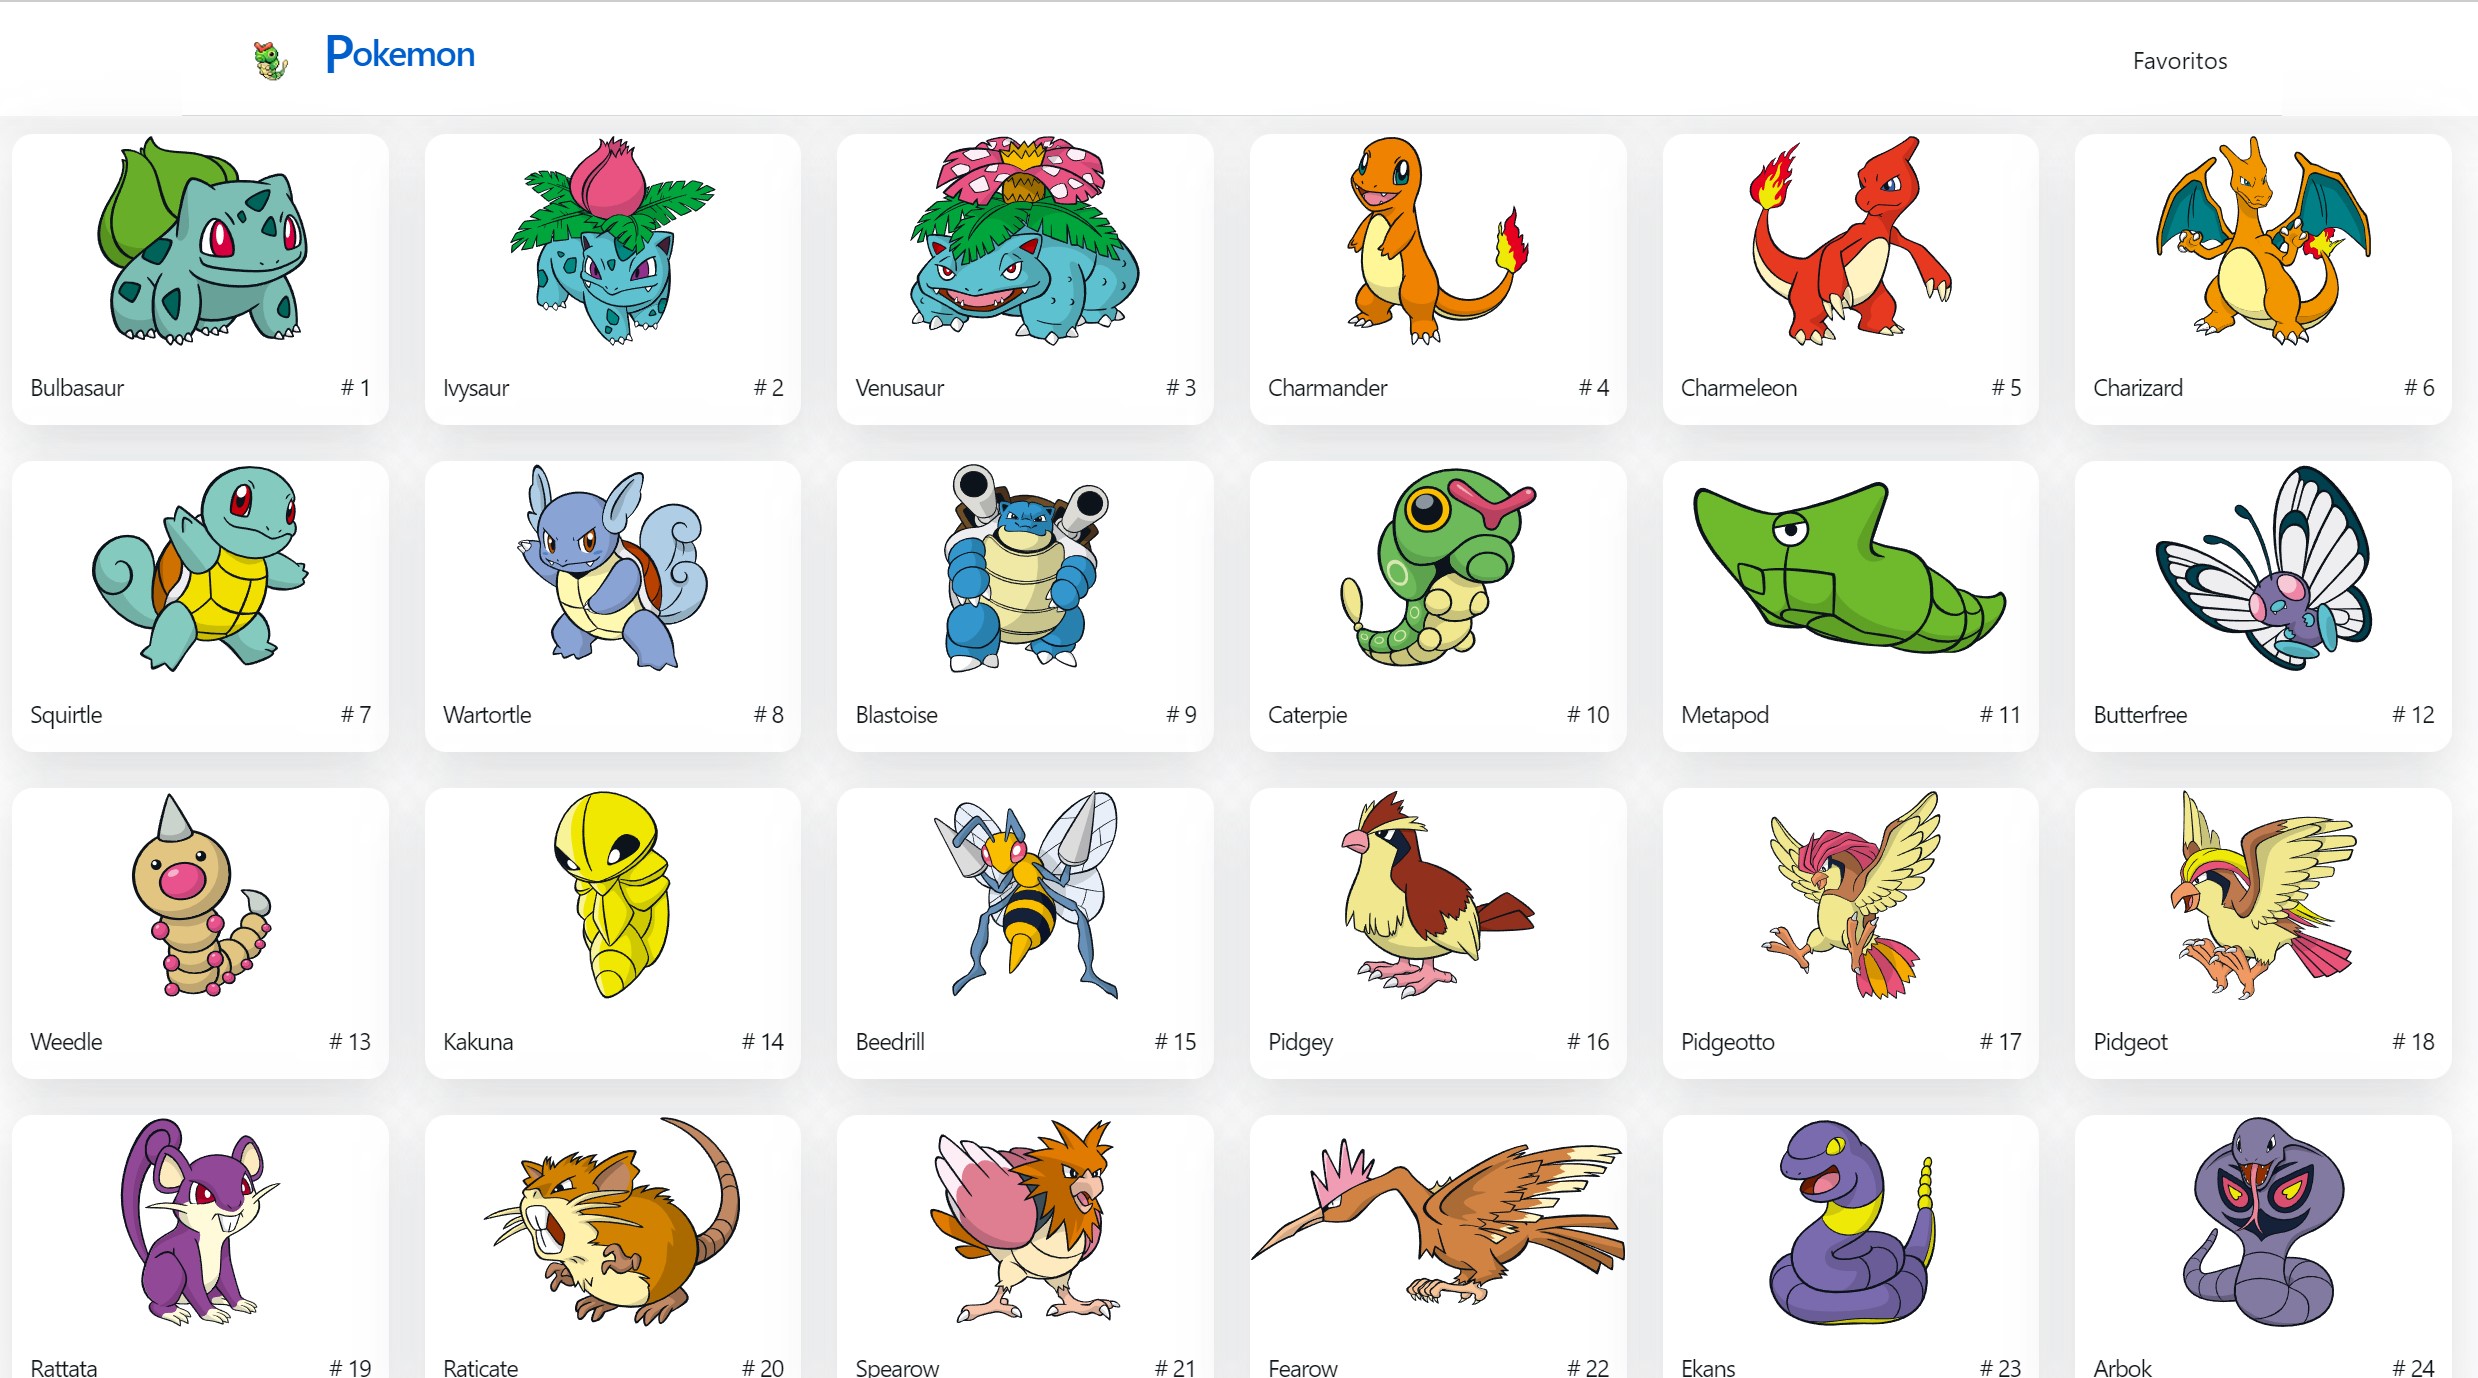 Pokemon
Favoritos
Bulbasaur # 1
Ivysaur # 2
Venusaur # 3
Charmander # 4
Charmeleon # 5
Charizard # 6
Squirtle # 7
Wartortle # 8
Blastoise # 9
Caterpie # 10
Metapod # 11
Butterfree # 12
Weedle # 13
Kakuna # 14
Beedrill # 15
Pidgey # 16
Pidgeotto # 17
Pidgeot # 18
Rattata # 19
Raticate # 20
Spearow # 21
Fearow # 22
Ekans # 23
Arbok # 24